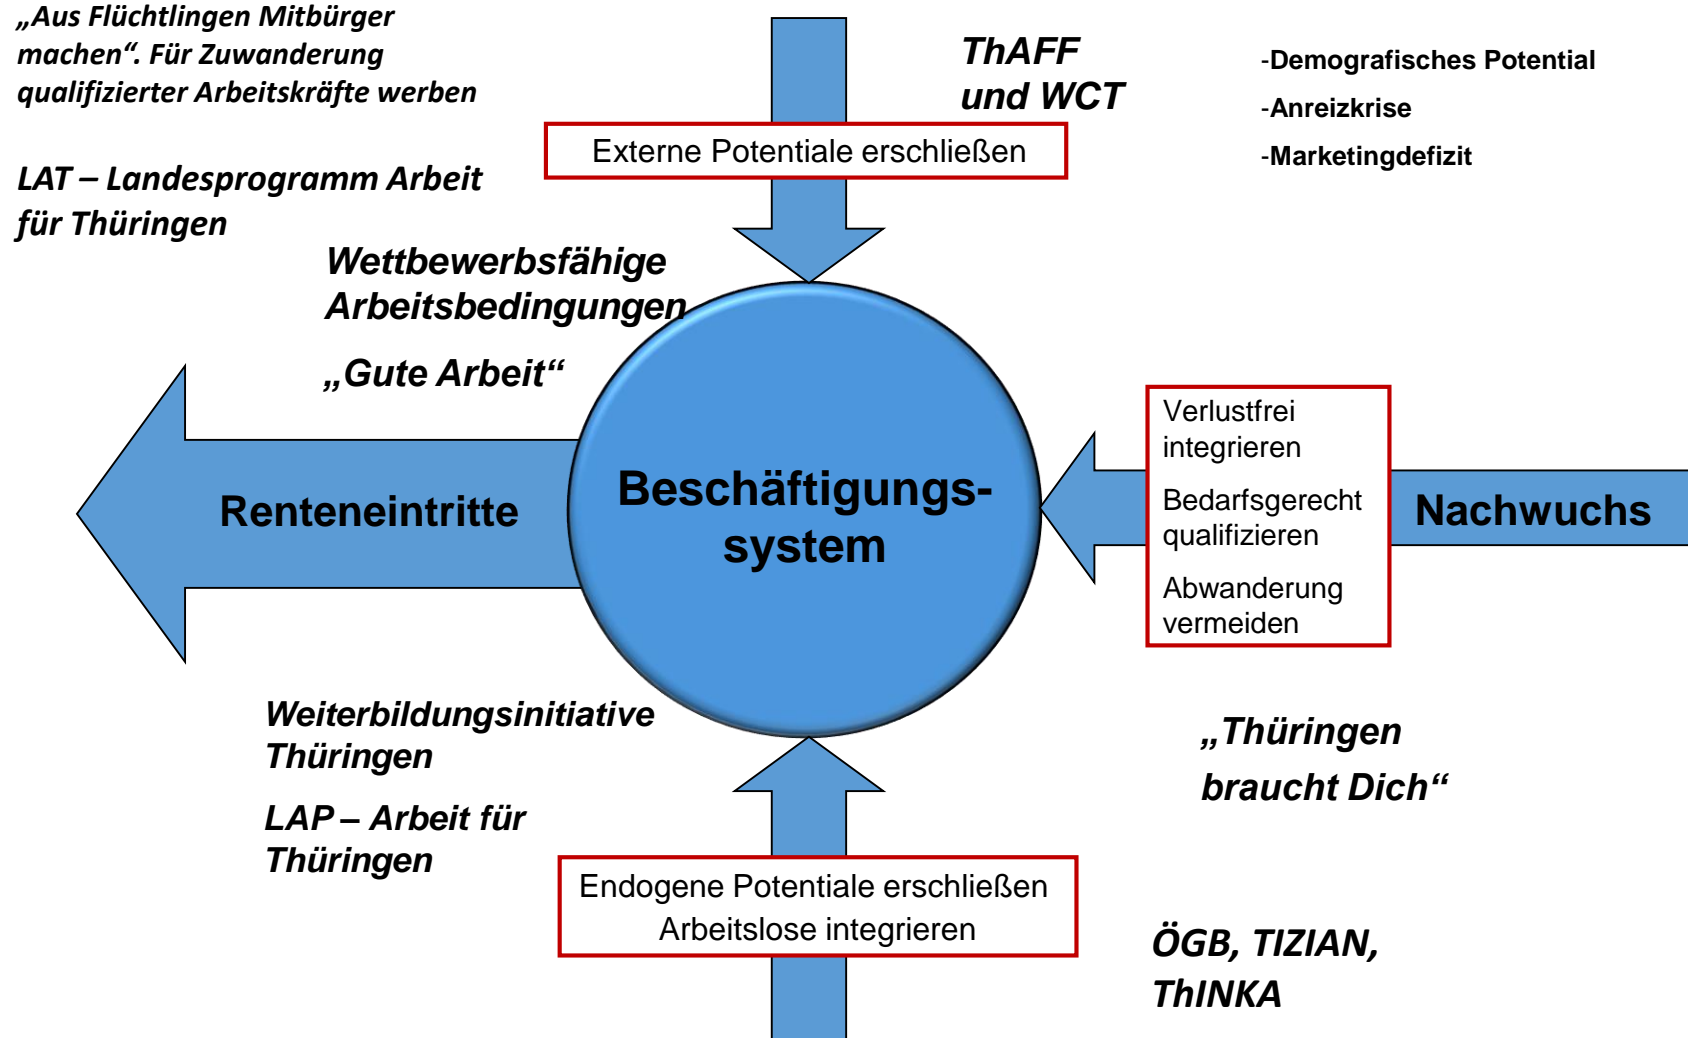 „Aus Flüchtlingen Mitbürger
machen“. Für Zuwanderung
qualifizierter Arbeitskräfte werben
LAT – Landesprogramm Arbeit
für Thüringen
ThAFF
und WCT
-Demografisches Potential
-Anreizkrise
-Marketingdefizit
Externe Potentiale erschließen
Wettbewerbsfähige
Arbeitsbedingungen
„Gute Arbeit“
Renteneintritte
Beschäftigungs-
system
Verlustfrei
integrieren
Bedarfsgerecht
qualifizieren
Abwanderung
vermeiden
Nachwuchs
Weiterbildungsinitiative
Thüringen
LAP – Arbeit für
Thüringen
„Thüringen
braucht Dich“
Endogene Potentiale erschließen
Arbeitslose integrieren
ÖGB, TIZIAN,
ThINKA